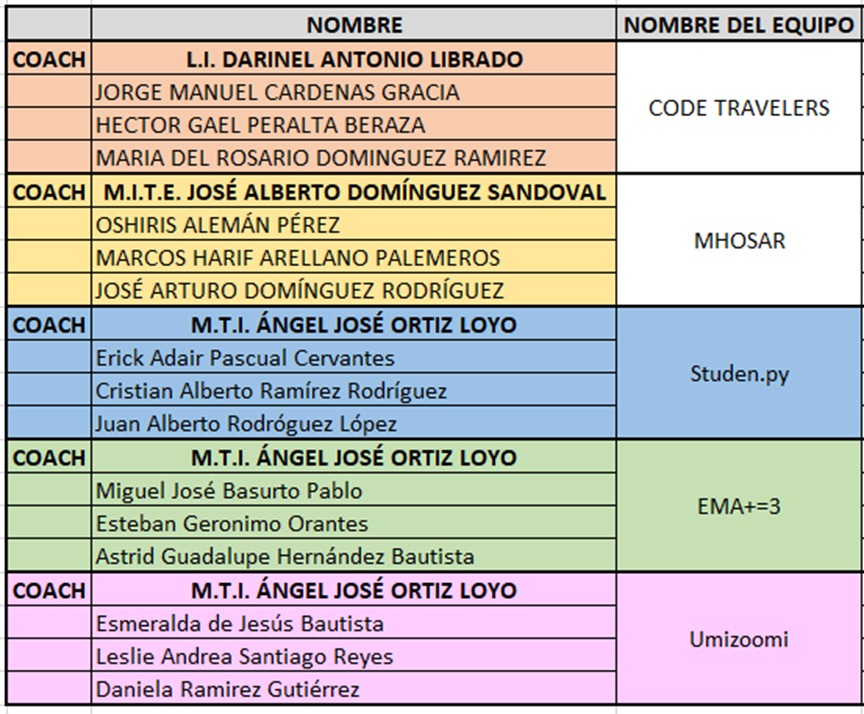 NOMBRE NOMBRE DEL EQUIPO
COACH L.I. DARINEL ANTONIO LIBRADO
JORGE MANUEL CARDENAS GRACIA
CODE TRAVELERS
HECTOR GAEL PERALTA BERAZA
MARIA DEL ROSARIO DOMINGUEZ RAMIREZ
COACH M.I.T.E. JOSÉ ALBERTO DOMÍNGUEZ SANDOVAL
OSHIRIS ALEMÁN PÉREZ
MHOSAR
MARCOS HARIF ARELLANO PALEMEROS
JOSÉ ARTURO DOMÍNGUEZ RODRÍGUEZ
COACH M.T.I. ÁNGEL JOSÉ ORTIZ LOYO
Erick Adair Pascual Cervantes
Studen.py
Cristian Alberto Ramírez Rodríguez
Juan Alberto Rodróguez López
COACH M.T.I. ÁNGEL JOSÉ ORTIZ LOYO
Miguel José Basurto Pablo
EMA+=3
Esteban Geronimo Orantes
Astrid Guadalupe Hernández Bautista
COACH M.T.I. ÁNGEL JOSÉ ORTIZ LOYO
Esmeralda de Jesús Bautista
Umizoomi
Leslie Andrea Santiago Reyes
Daniela Ramirez Gutiérrez